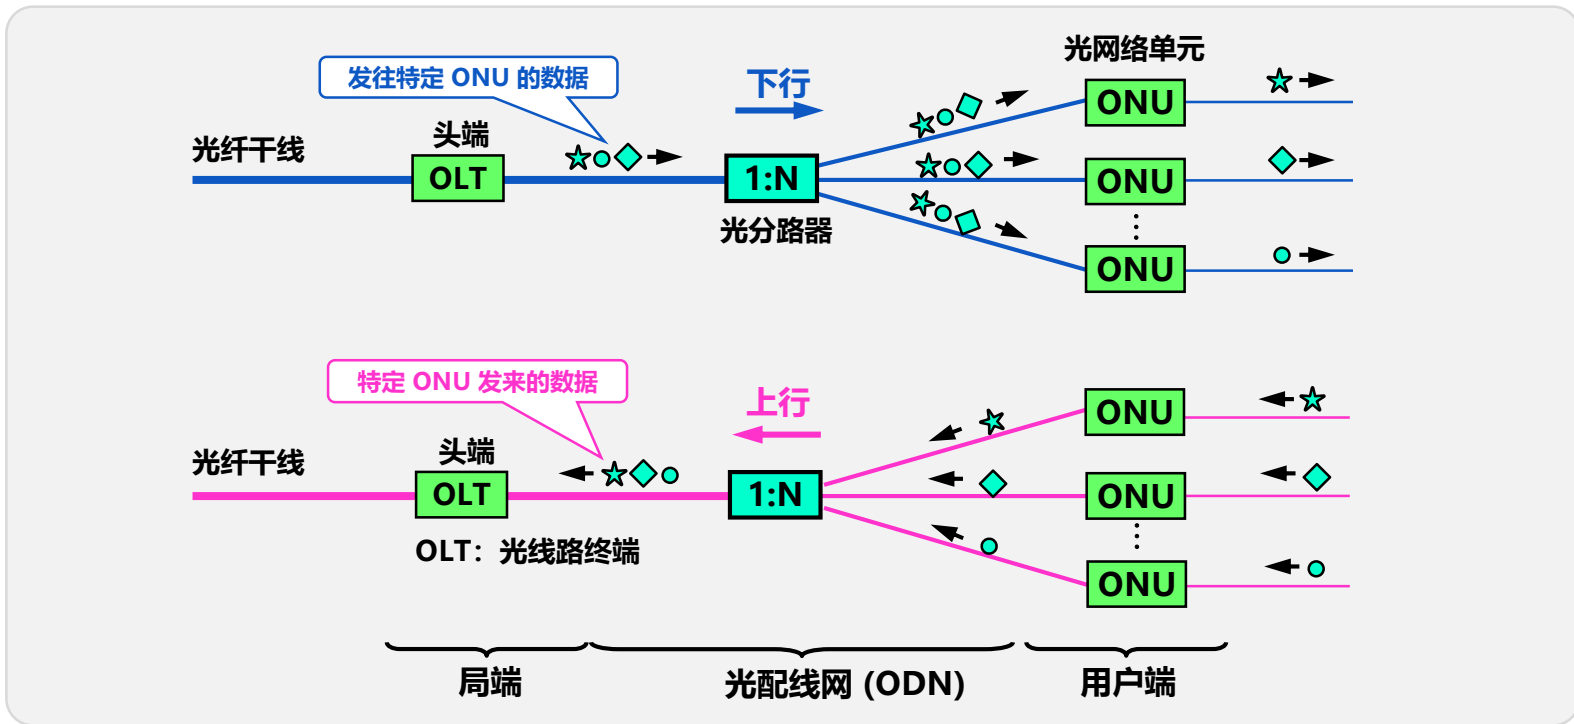 光网络单元
发往特定 ONU 的数据
下行
ONU
头端
光纤干线
OLT
1:N
ONU
光分路器
ONU
特定 ONU 发来的数据
上行
ONU
头端
光纤干线
OLT
1:N
ONU
OLT：光线路终端
ONU
局端
光配线网 (ODN)
用户端